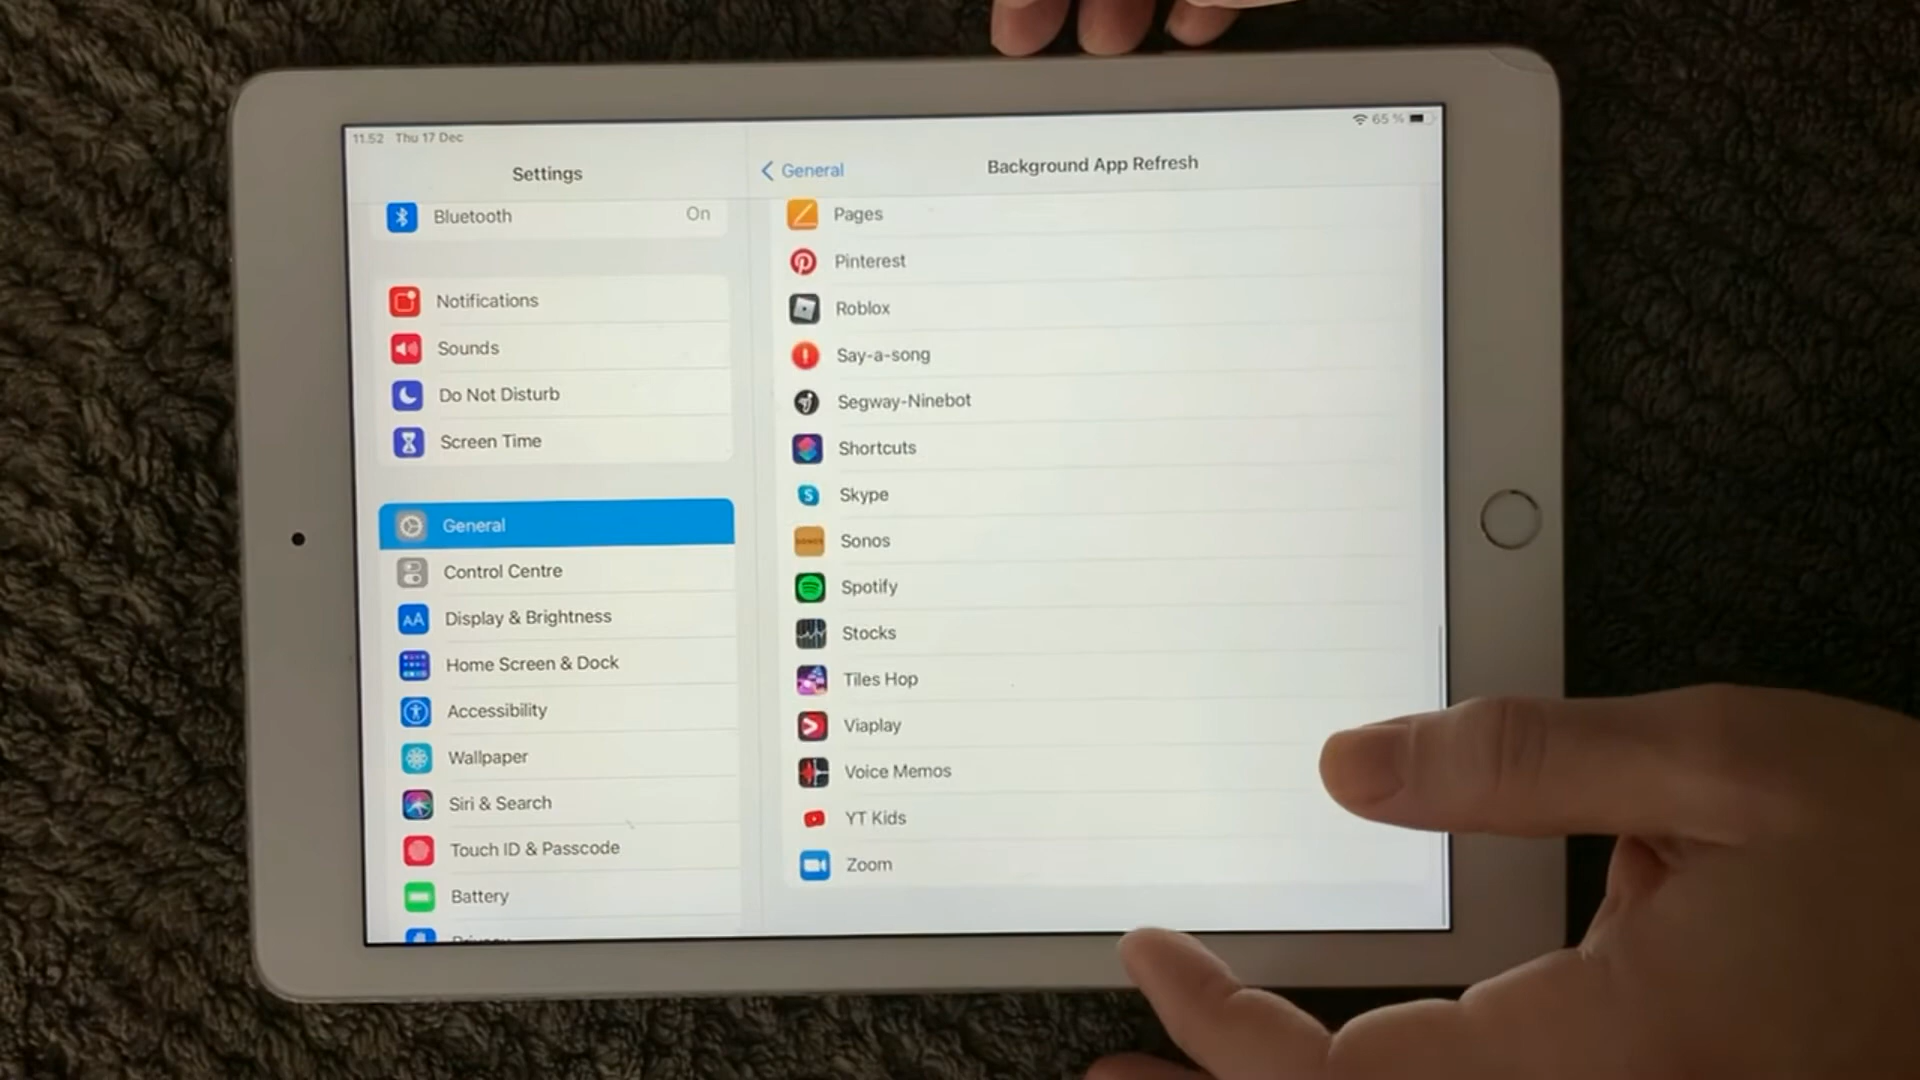 11.52 Thu 17 Dec
65 %
Settings
Bluetooth On
Notifications
Sounds
Do Not Disturb
Screen Time
General
Control Centre
AA Display & Brightness
Home Screen & Dock
Accessibility
Wallpaper
Siri & Search
Touch ID & Passcode
Battery
General
Background App Refresh
Pages
Pinterest
Roblox
Say-a-song
Segway-Ninebot
Shortcuts
Skype
SONOS Sonos
Spotify
Stocks
Tiles Hop
Viaplay
Voice Memos
YT Kids
Zoom